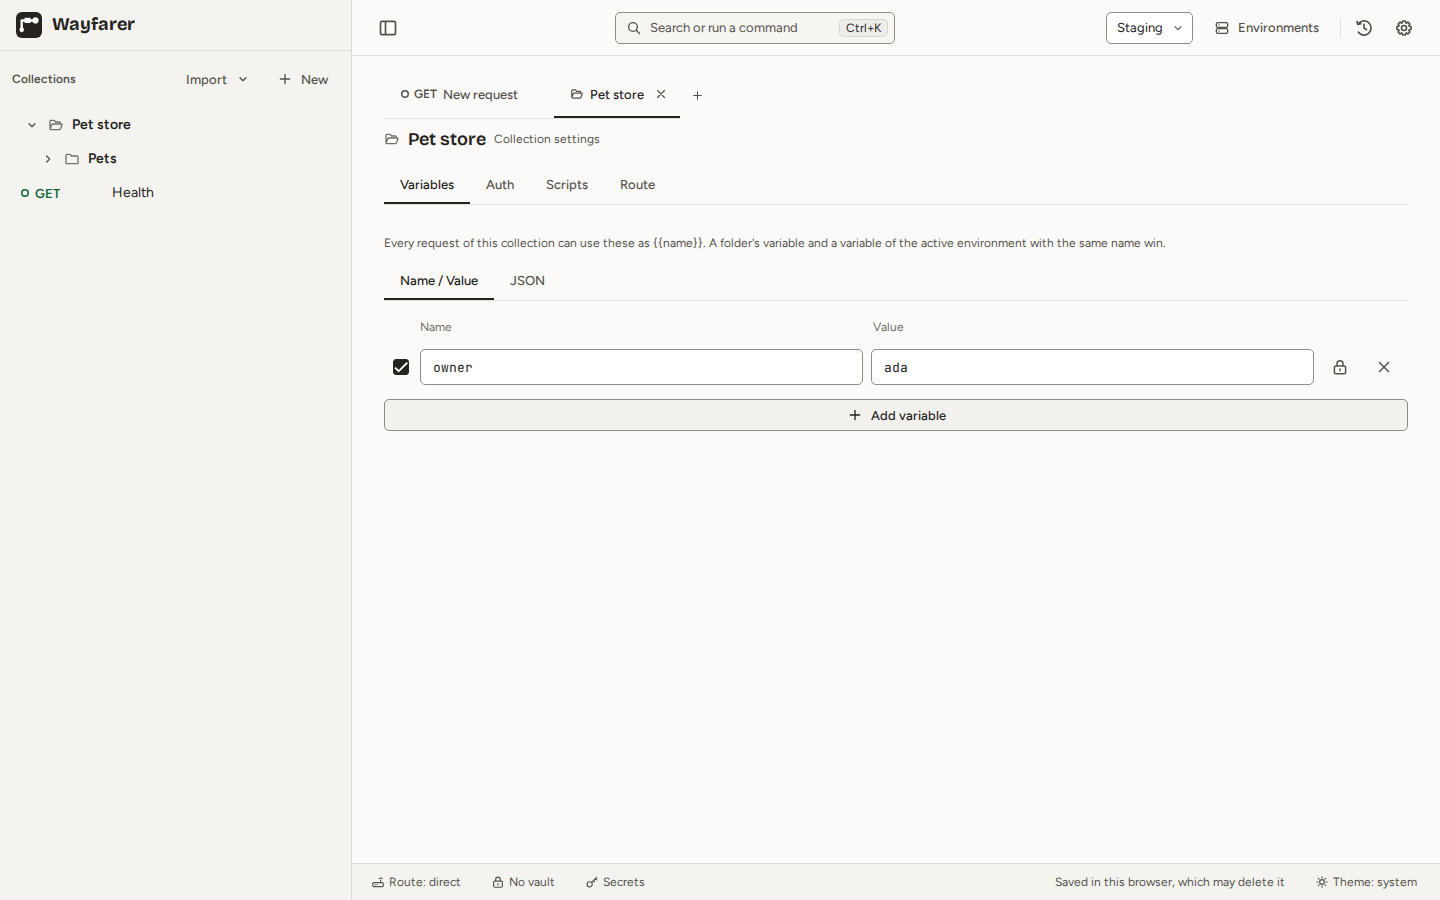 Wayfarer
Search or run a command Ctrl+K
Staging
Environments
Collections
Import
New
Pet store
Pets
GET Health
GET New request
Pet store
Pet store Collection settings
Variables
Auth
Scripts
Route
Every request of this collection can use these as {{name}}. A folder's variable and a variable of the active environment with the same name win.
Name / Value
JSON
Name
Value
owner
ada
Add variable
Route: direct
No vault
Secrets
Saved in this browser, which may delete it
Theme: system